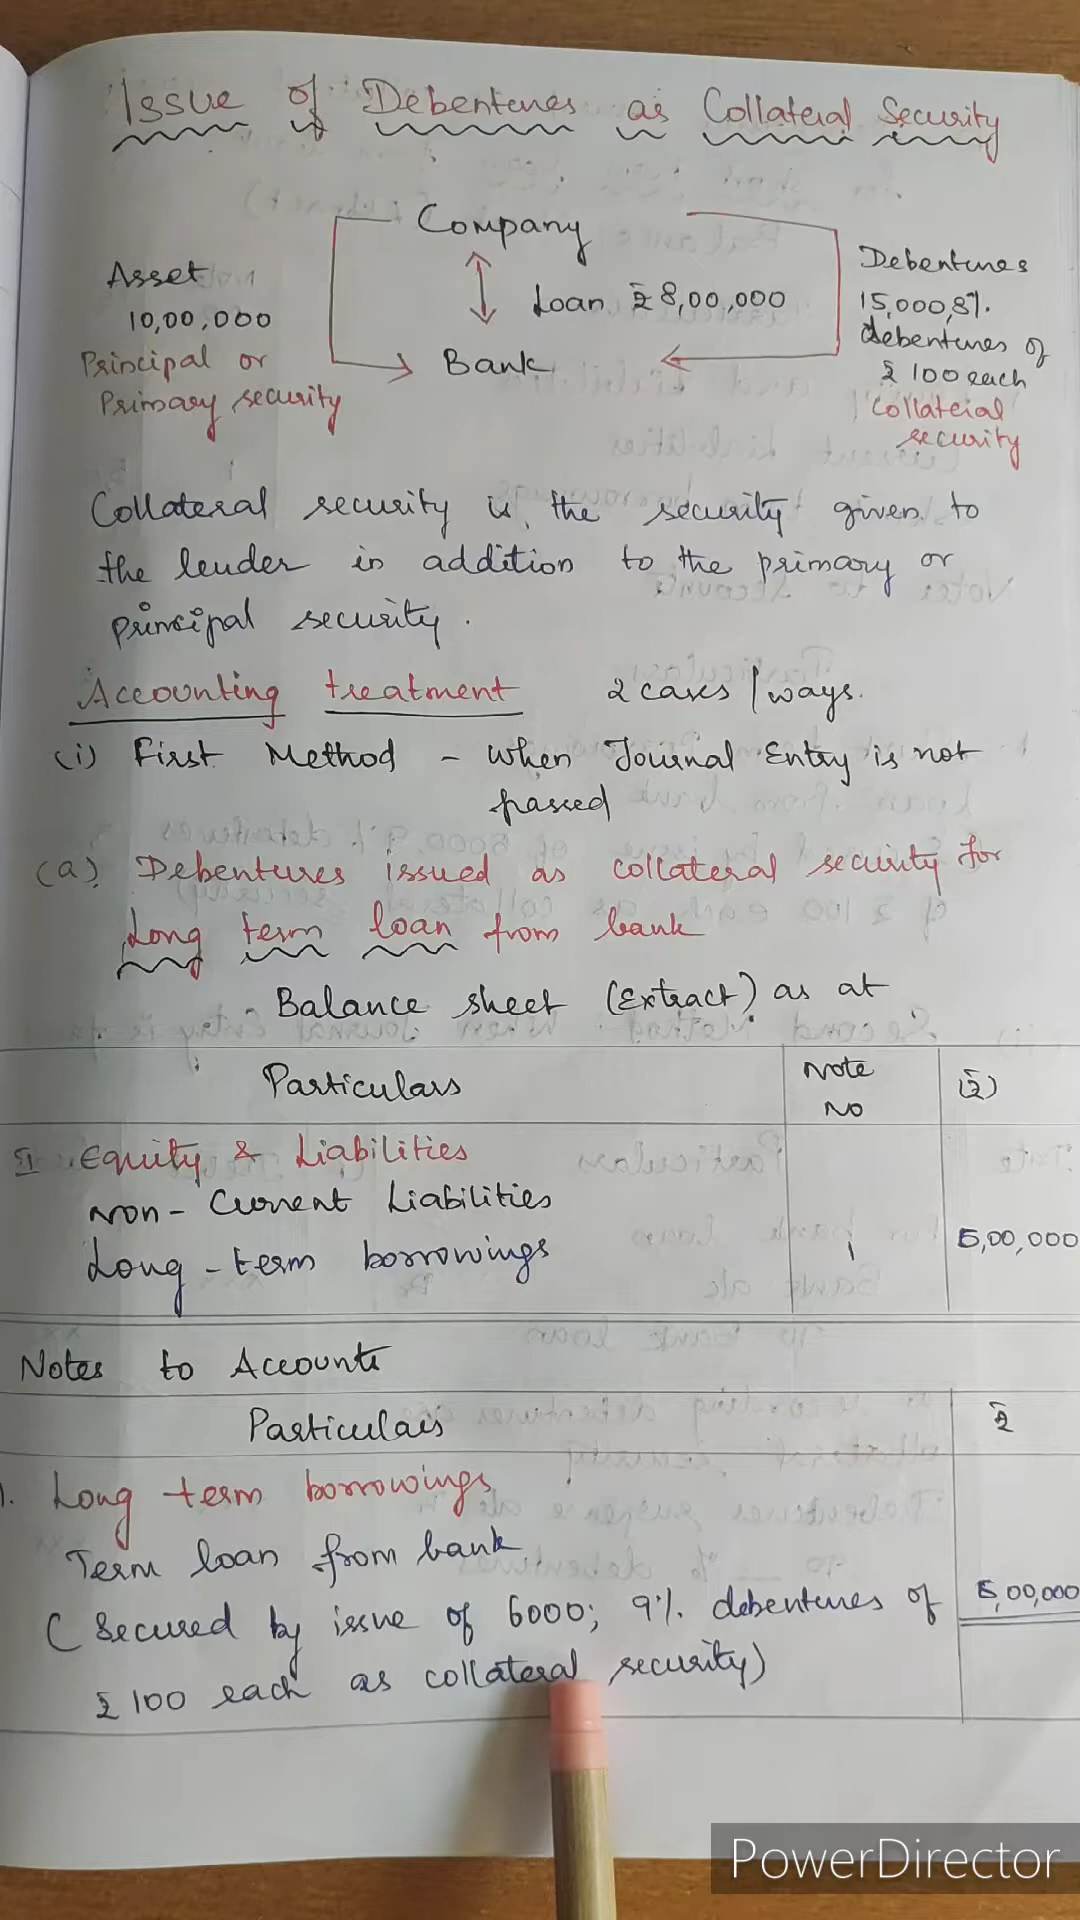 Issue of Debentures as Collateral Security
Company
Asset
10,00,000
Principal or
Primary security
Loan ₹ 8,00,000
Bank
Debentures
15,000, 8%.
debentures of
₹ 100 each
Collateral
security
Collateral security is the security given to
the lender in addition to the primary or
principal security.
Accounting treatment 2 cases / ways.
(i) First Method - when Journal Entry is not
passed
(a). Debentures issued as collateral security for
Long term loan from bank
- Balance sheet (Extract) as at
Particulars Note No (₹)
I Equity & Liabilities
Non-Current Liabilities
Long-term borrowings 1 5,00,000
Notes to Accounts
Particulars ₹
1. Long term borrowings
Term loan from bank
(Secured by issue of 6000; 9%. debentures of 5,00,000
₹ 100 each as collateral security)
PowerDirector